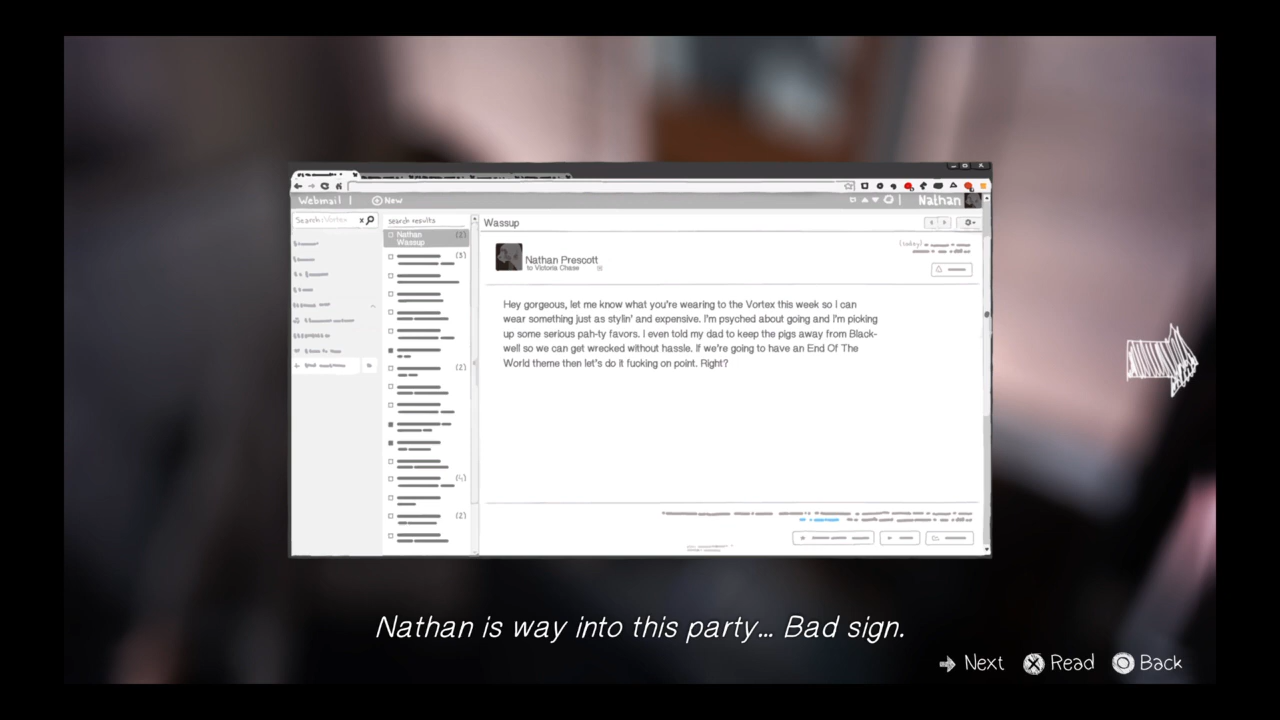 Webmail |
New
Nathan
Search: Vortex x
search results
Nathan (2)
Wassup
(3)
(2)
(4)
(2)
Wassup
Nathan Prescott
to Victoria Chase
(today)
Hey gorgeous, let me know what you're wearing to the Vortex this week so I can
wear something just as stylin' and expensive. I'm psyched about going and I'm picking
up some serious pah-ty favors. I even told my dad to keep the pigs away from Black-
well so we can get wrecked without hassle. If we're going to have an End Of The
World theme then let's do it fucking on point. Right?
Nathan is way into this party... Bad sign.
Next Read Back